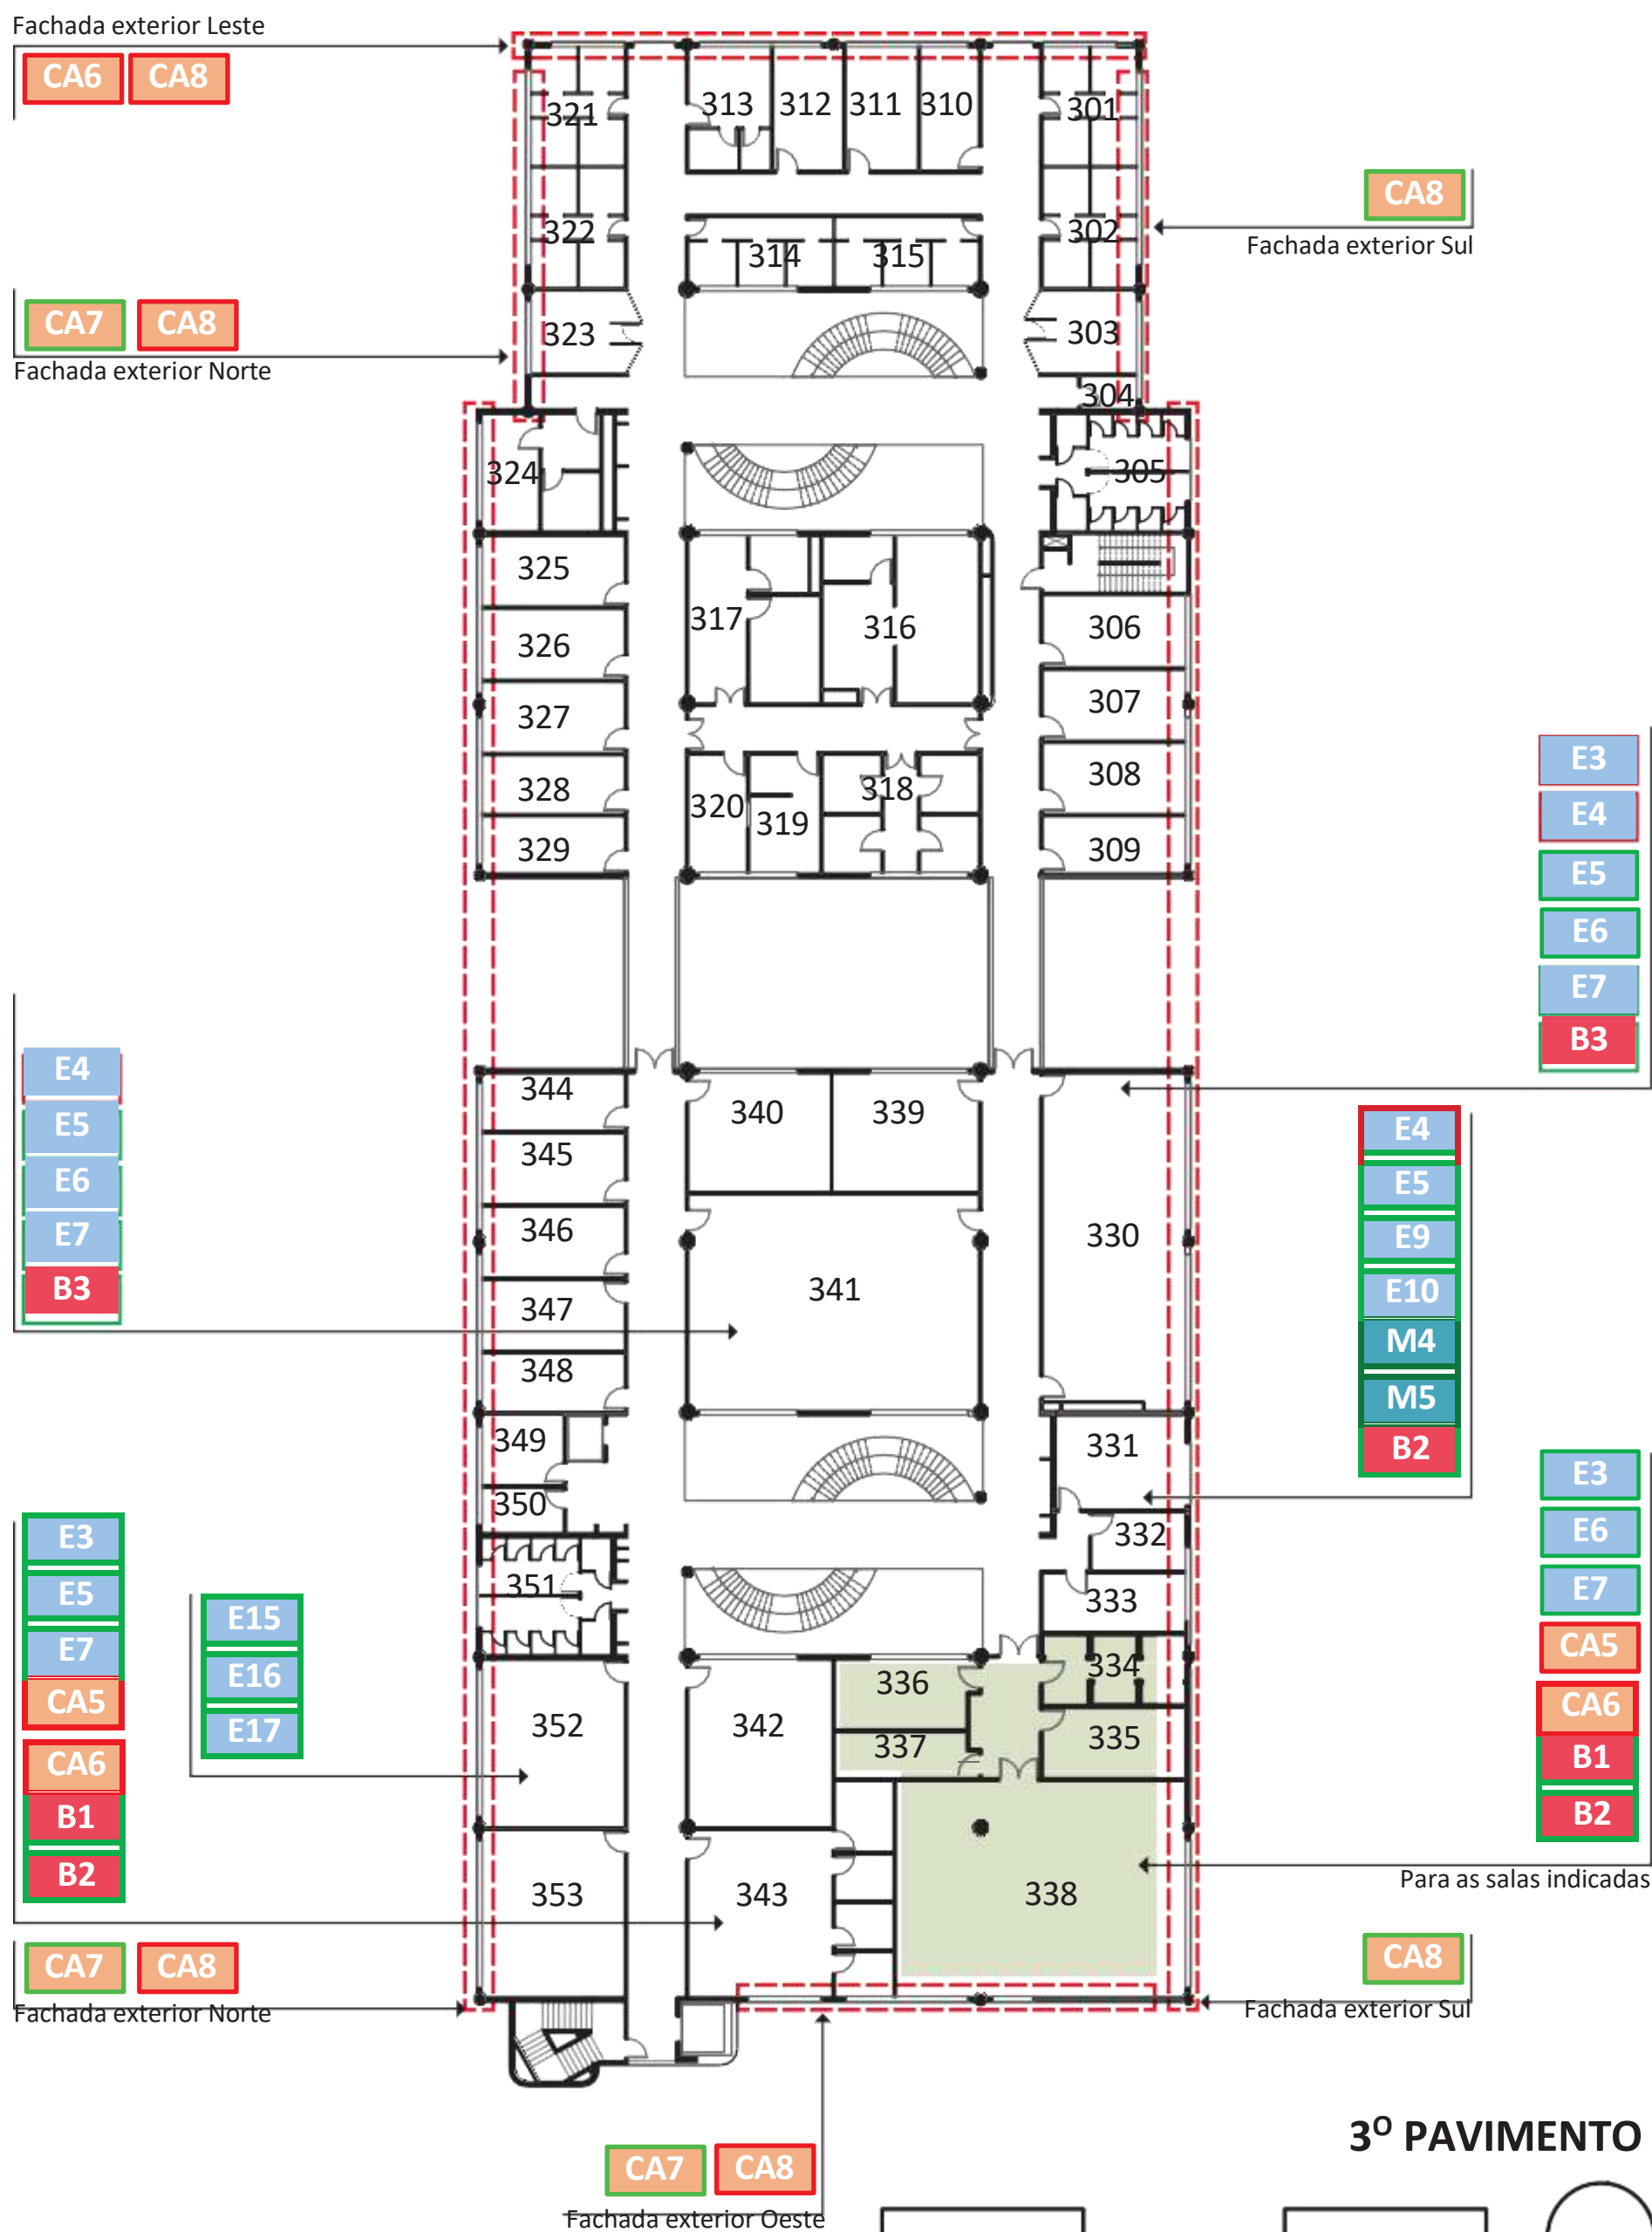 Fachada exterior Leste
CA6 CA8
321 313 312 311 310 301
CA8
322 314 315 302
Fachada exterior Sul
CA7 CA8
323 303
Fachada exterior Norte
304
324 305
325
317 316 306
326
327 307
E3
328 318 308
320 319
E4
329 309
E5
E6
E7
B3
E4
344
340 339
E5
345
E6
E7
346 330
B3
341
347
348
E4
E5
E9
E10
M4
M5
B2
349 331
350
332
E3
E6
E7
CA5
CA6
B1
B2
E3
E5
E7
CA5
CA6
B1
B2
E15
E16
E17
351
333
334
336
352 342
337 335
Para as salas indicadas
353 343 338
CA7 CA8
Fachada exterior Norte
CA8
Fachada exterior Sul
3º PAVIMENTO
CA7 CA8
Fachada exterior Oeste